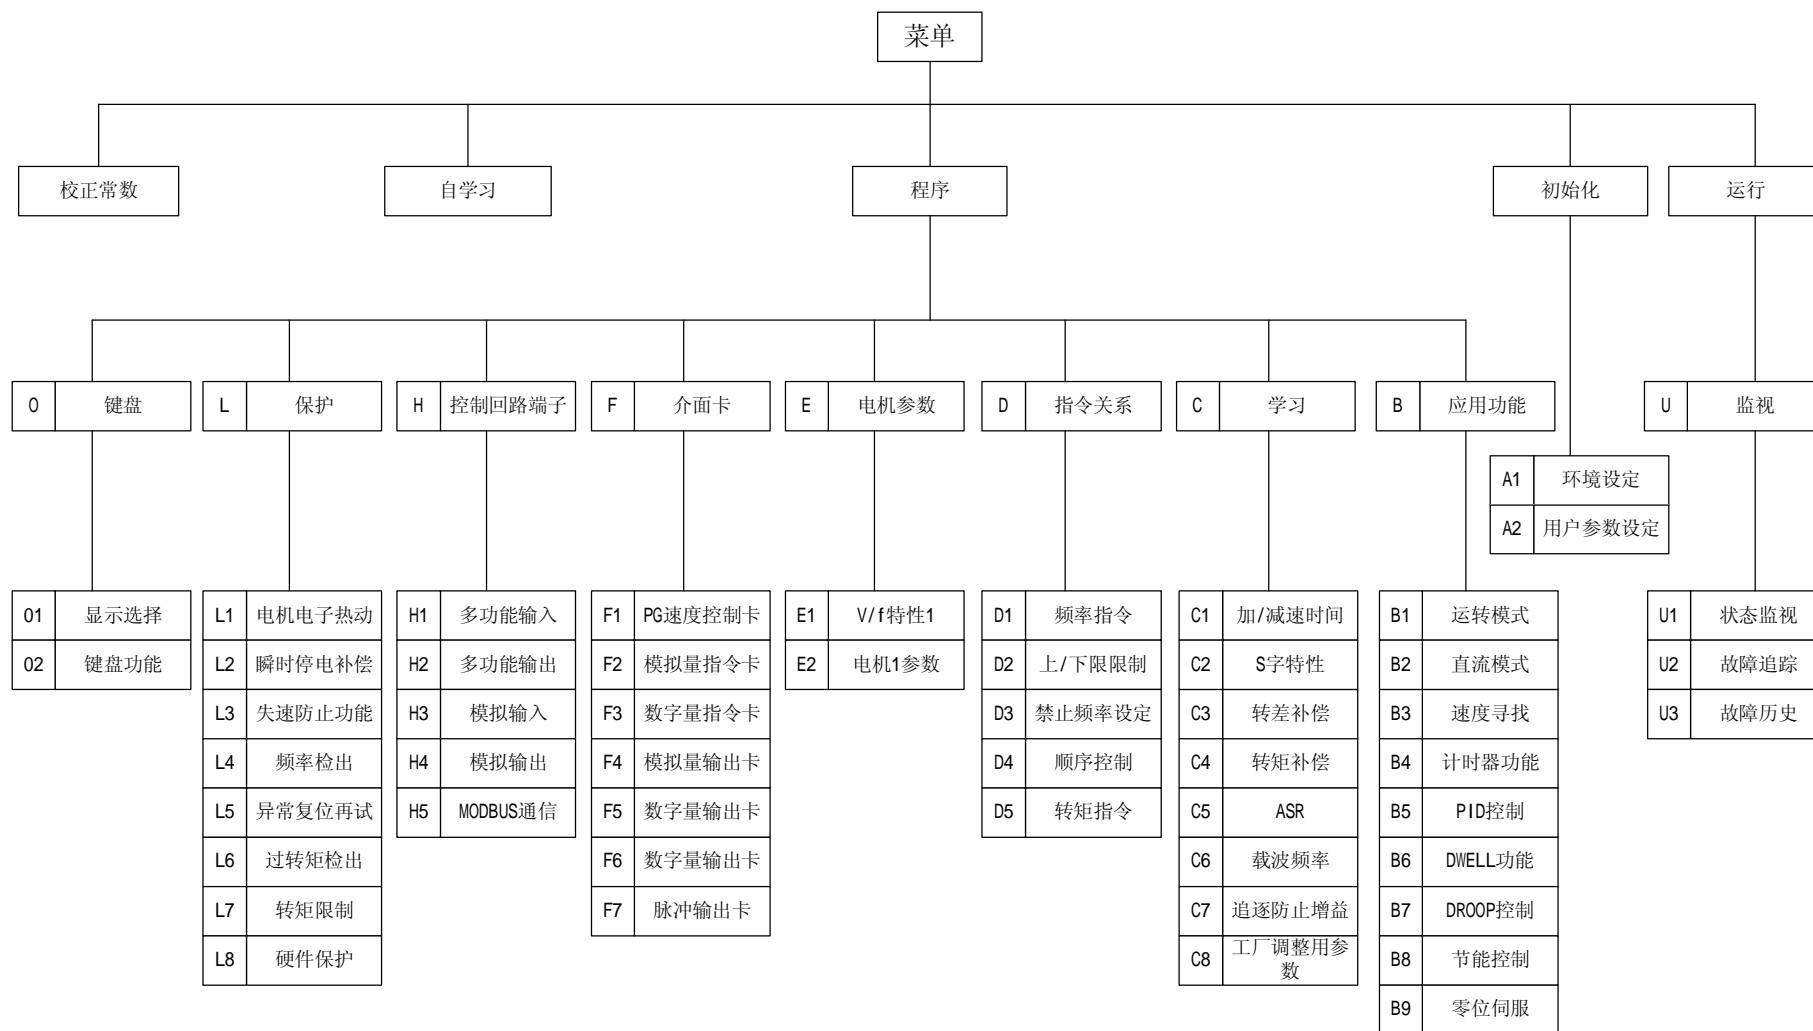 菜单
校正常数
自学习
程序
初始化
运行
O 键盘
L 保护
H 控制回路端子
F 介面卡
E 电机参数
D 指令关系
C 学习
B 应用功能
U 监视
A1 环境设定
A2 用户参数设定
O1 显示选择
O2 键盘功能
L1 电机电子热动
L2 瞬时停电补偿
L3 失速防止功能
L4 频率检出
L5 异常复位再试
L6 过转矩检出
L7 转矩限制
L8 硬件保护
H1 多功能输入
H2 多功能输出
H3 模拟输入
H4 模拟输出
H5 MODBUS通信
F1 PG速度控制卡
F2 模拟量指令卡
F3 数字量指令卡
F4 模拟量输出卡
F5 数字量输出卡
F6 数字量输出卡
F7 脉冲输出卡
E1 V/f特性1
E2 电机1参数
D1 频率指令
D2 上/下限限制
D3 禁止频率设定
D4 顺序控制
D5 转矩指令
C1 加/减速时间
C2 S字特性
C3 转差补偿
C4 转矩补偿
C5 ASR
C6 载波频率
C7 追逐防止增益
C8 工厂调整用参
数
B1 运转模式
B2 直流模式
B3 速度寻找
B4 计时器功能
B5 PID控制
B6 DWELL功能
B7 DROOP控制
B8 节能控制
B9 零位伺服
U1 状态监视
U2 故障追踪
U3 故障历史